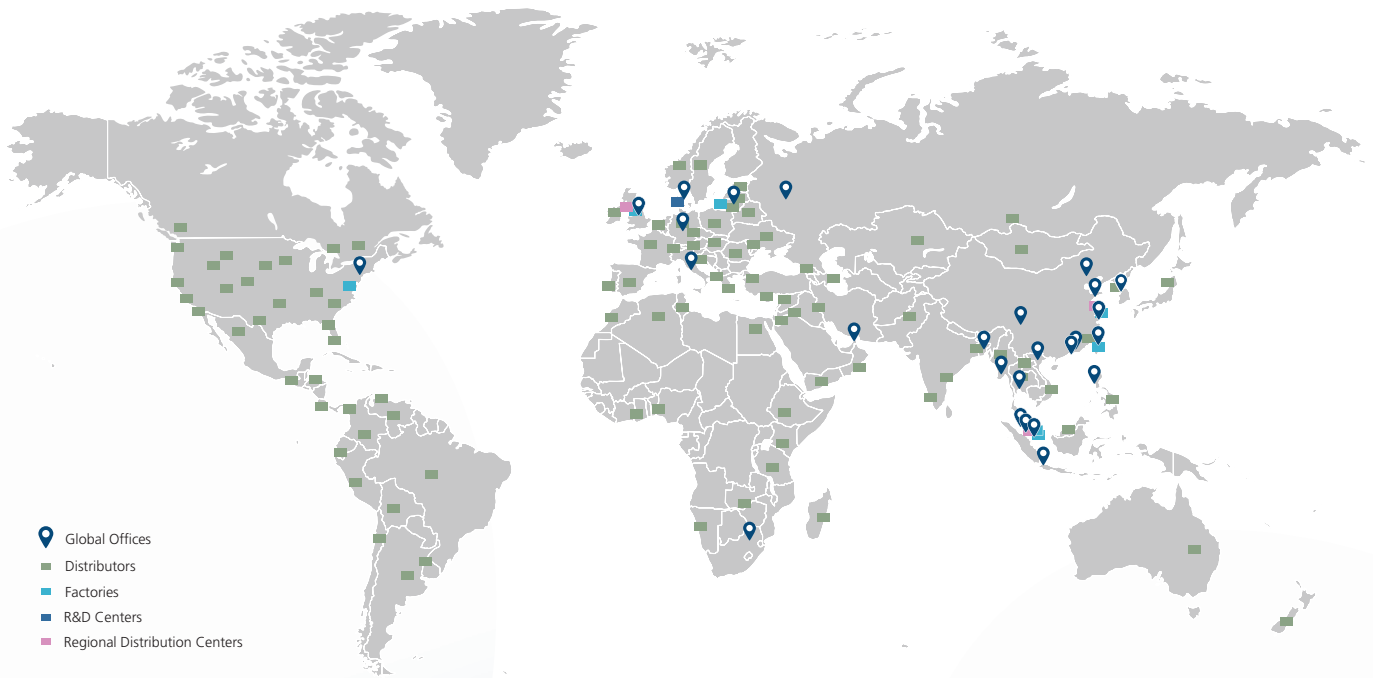 Global Offices
Distributors
Factories
R&D Centers
Regional Distribution Centers